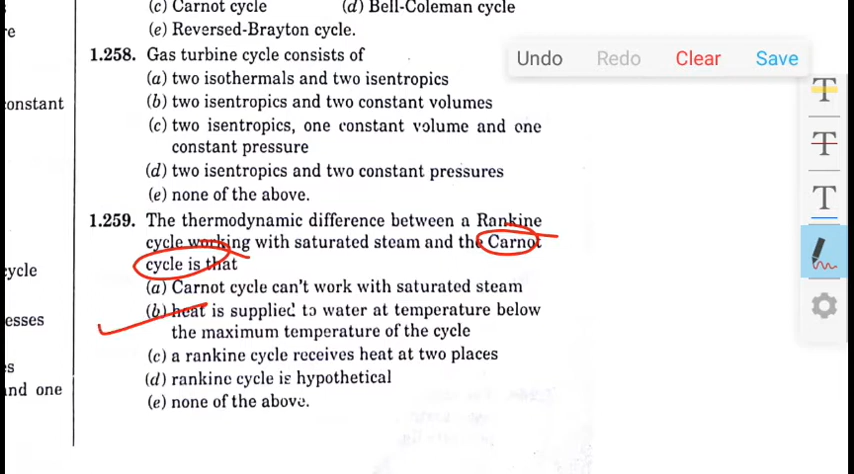 (c) Carnot cycle (d) Bell-Coleman cycle
re
(e) Reversed-Brayton cycle.
1.258. Gas turbine cycle consists of
Undo Redo Clear Save
(a) two isothermals and two isentropics
T
(b) two isentropics and two constant volumes
constant
(c) two isentropics, one constant volume and one
constant pressure
T
(d) two isentropics and two constant pressures
(e) none of the above.
T
1.259. The thermodynamic difference between a Rankine
cycle working with saturated steam and the Carnot
cycle is that
cycle
(a) Carnot cycle can't work with saturated steam
(b) heat is supplied to water at temperature below
esses
the maximum temperature of the cycle
(c) a rankine cycle receives heat at two places
(d) rankine cycle is hypothetical
and one
(e) none of the above.